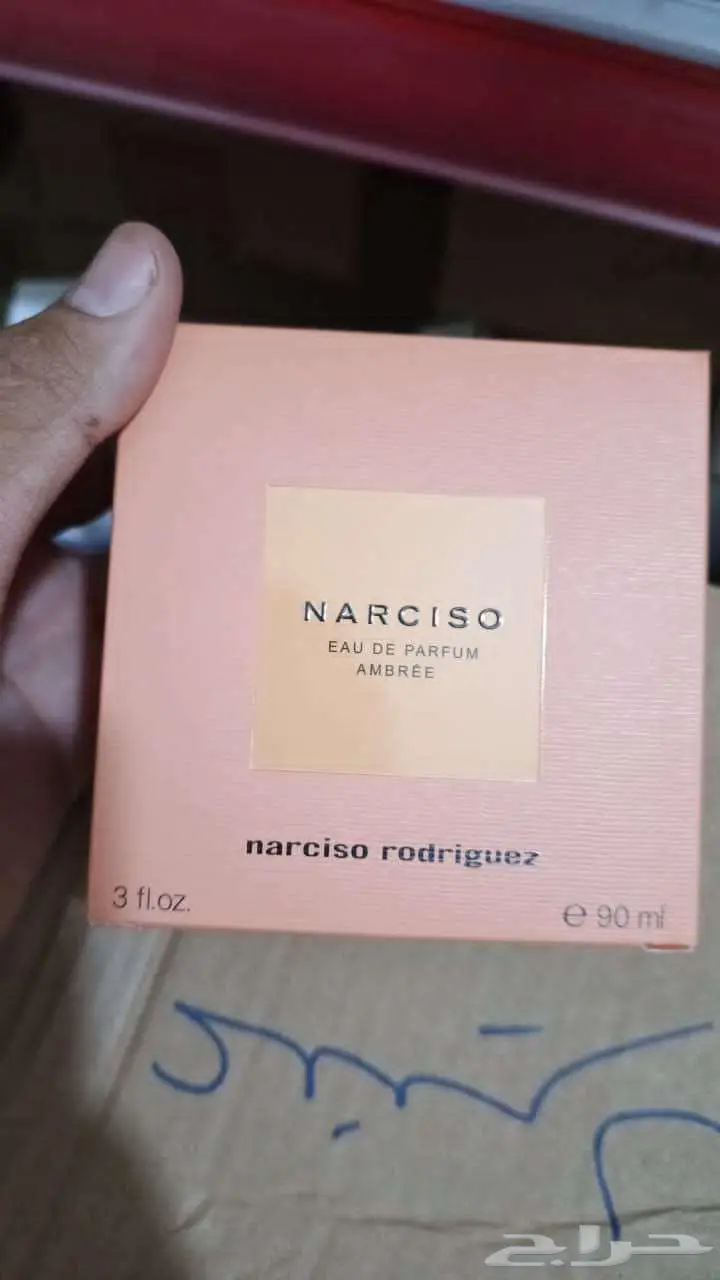 NARCISO
EAU DE PARFUM
AMBRÉE
narciso rodriguez
3 fl.oz.
e 90 ml
حراج